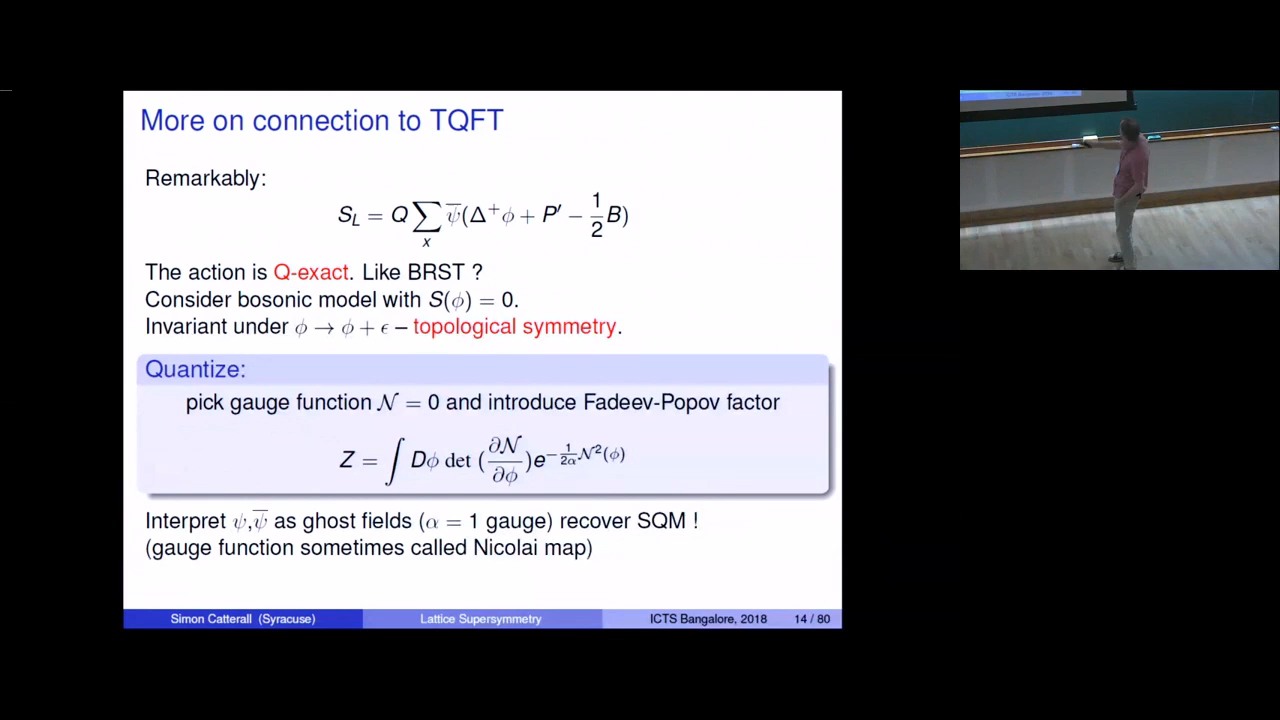 More on connection to TQFT
Remarkably:
S_L = Q ∑_x ψ̄(Δ⁺φ + P′ − 1/2 B)
The action is Q-exact. Like BRST ?
Consider bosonic model with S(φ) = 0.
Invariant under φ → φ + ϵ – topological symmetry.
Quantize:
pick gauge function 𝒩 = 0 and introduce Fadeev-Popov factor
Z = ∫ Dφ det (∂𝒩/∂φ) e^{−1/2α 𝒩²(φ)}
Interpret ψ,ψ̄ as ghost fields (α = 1 gauge) recover SQM !
(gauge function sometimes called Nicolai map)
Simon Catterall (Syracuse) Lattice Supersymmetry ICTS Bangalore, 2018 14 / 80